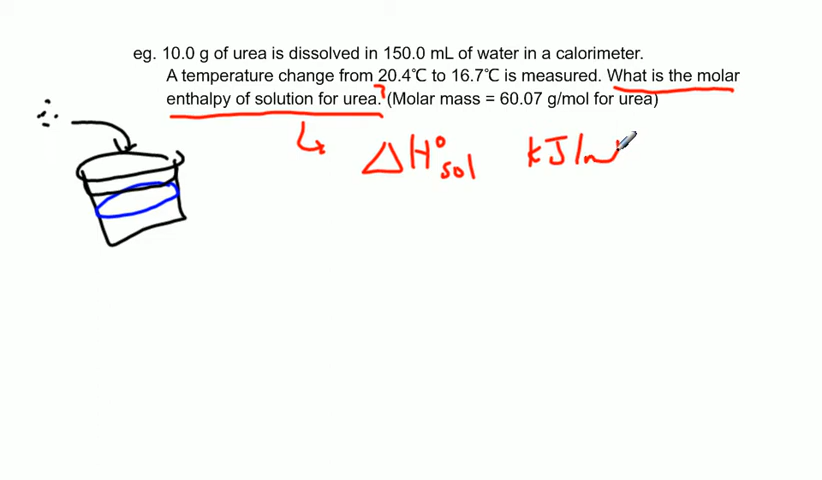 eg. 10.0 g of urea is dissolved in 150.0 mL of water in a calorimeter.
A temperature change from 20.4℃ to 16.7℃ is measured. What is the molar
enthalpy of solution for urea.? (Molar mass = 60.07 g/mol for urea)
ΔH°sol kJ/m